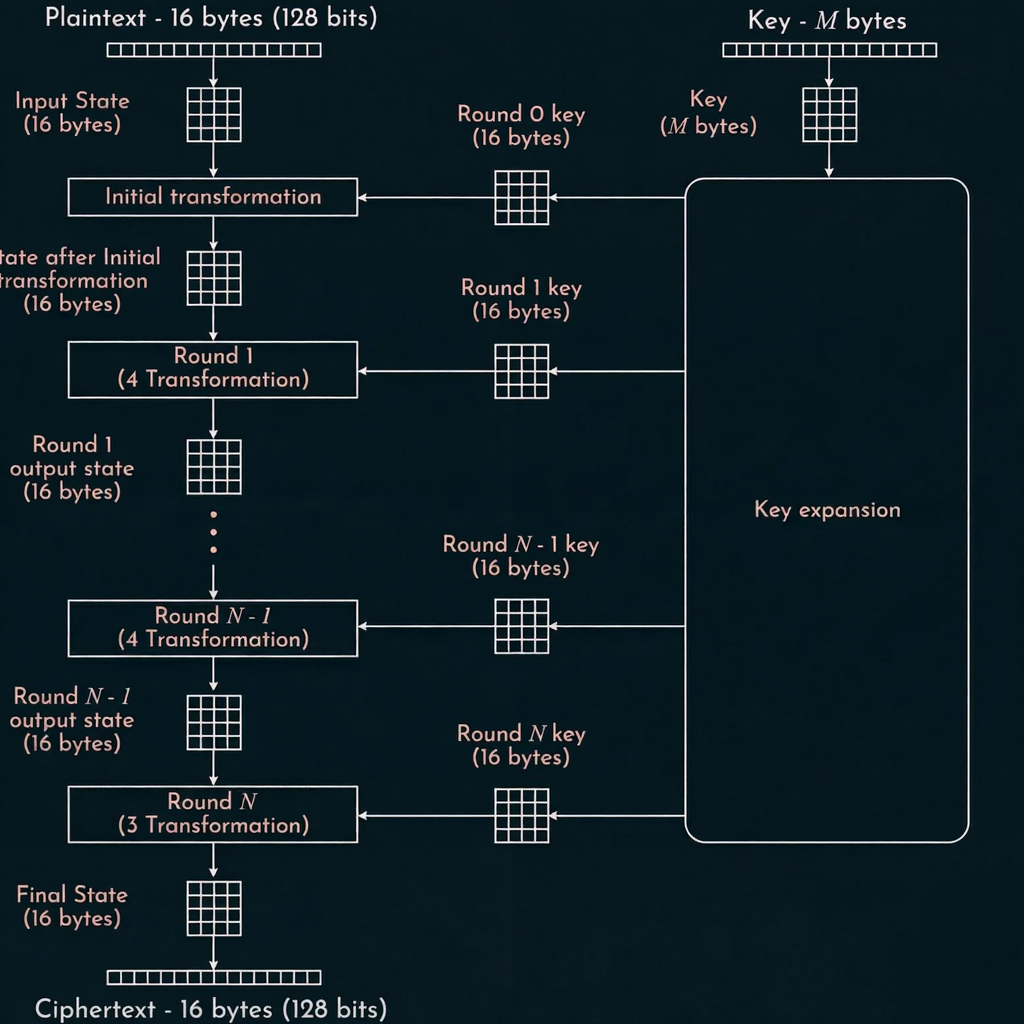 Plaintext - 16 bytes (128 bits)
Key - M bytes
Input State
(16 bytes)
Round 0 key
(16 bytes)
Key
(M bytes)
Initial transformation
tate after Initial
transformation
(16 bytes)
Round 1 key
(16 bytes)
Round 1
(4 Transformation)
Round 1
output state
(16 bytes)
Key expansion
Round N - 1 key
(16 bytes)
Round N - 1
(4 Transformation)
Round N - 1
output state
(16 bytes)
Round N key
(16 bytes)
Round N
(3 Transformation)
Final State
(16 bytes)
Ciphertext - 16 bytes (128 bits)